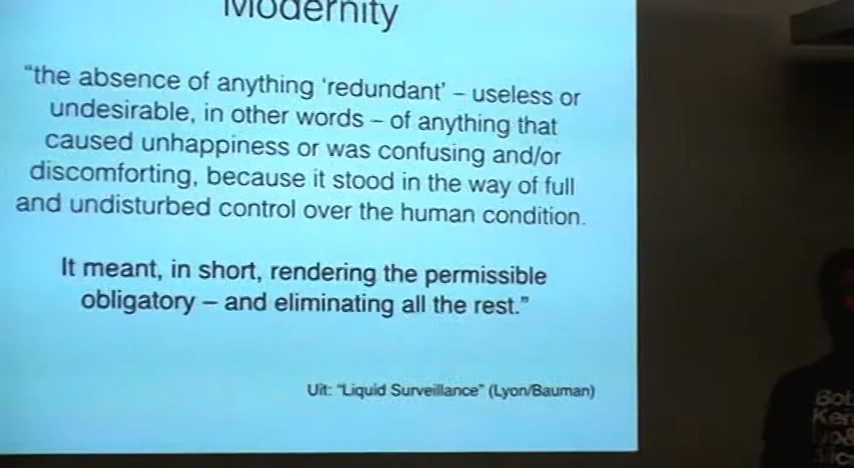 Modernity
“the absence of anything ‘redundant’ – useless or
undesirable, in other words – of anything that
caused unhappiness or was confusing and/or
discomforting, because it stood in the way of full
and undisturbed control over the human condition.
It meant, in short, rendering the permissible
obligatory – and eliminating all the rest.”
Uit: “Liquid Surveillance” (Lyon/Bauman)